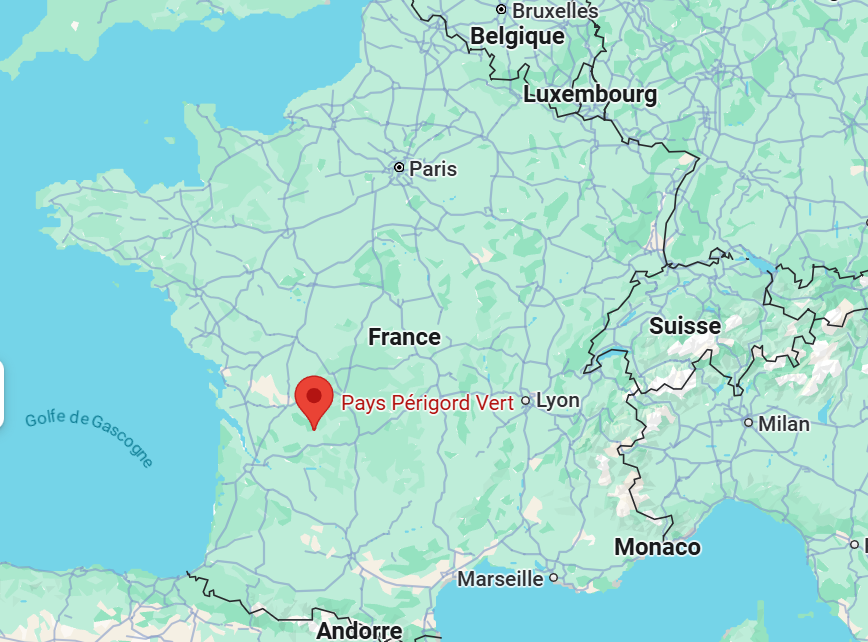 Bruxelles
Belgique
Luxembourg
Paris
France
Suisse
Pays Périgord Vert
Lyon
Golfe de Gascogne
Milan
Monaco
Marseille
Andorre